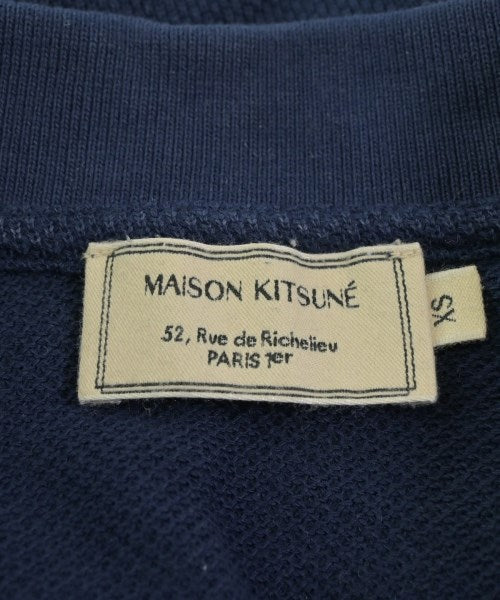 MAISON KITSUNÉ
52, Rue de Richelieu
PARIS 1er
XS